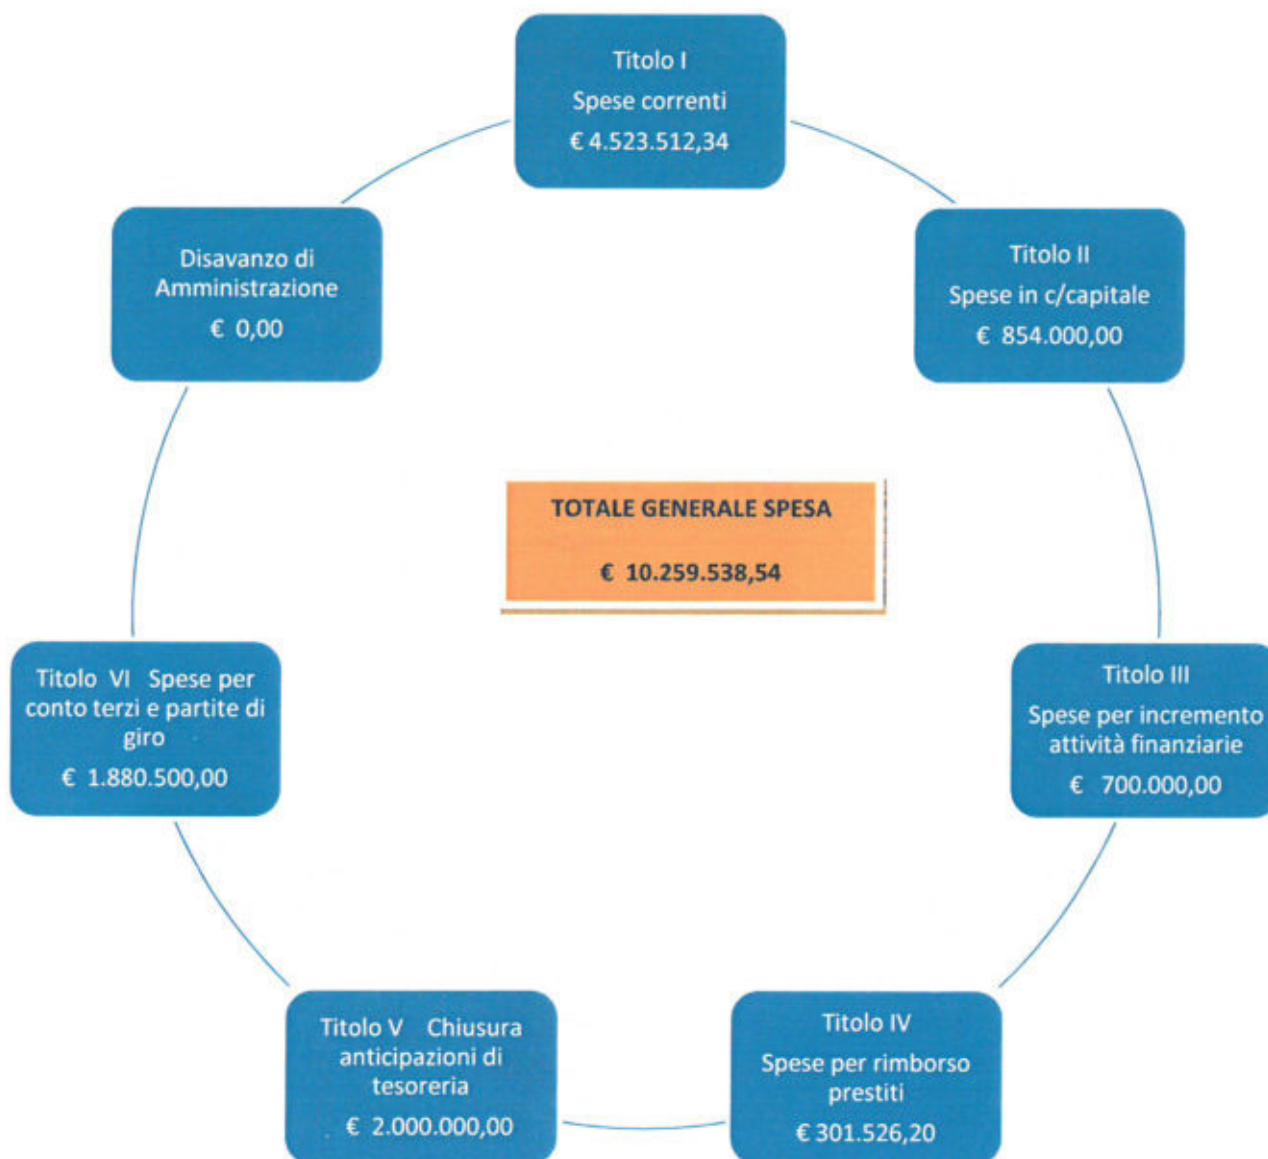 Titolo I
Spese correnti
€ 4.523.512,34
Titolo II
Spese in c/capitale
€ 854.000,00
Titolo III
Spese per incremento
attività finanziarie
€ 700.000,00
Titolo IV
Spese per rimborso
prestiti
€ 301.526,20
Titolo V Chiusura
anticipazioni di
tesoreria
€ 2.000.000,00
Titolo VI Spese per
conto terzi e partite di
giro
€ 1.880.500,00
Disavanzo di
Amministrazione
€ 0,00
TOTALE GENERALE SPESA
€ 10.259.538,54